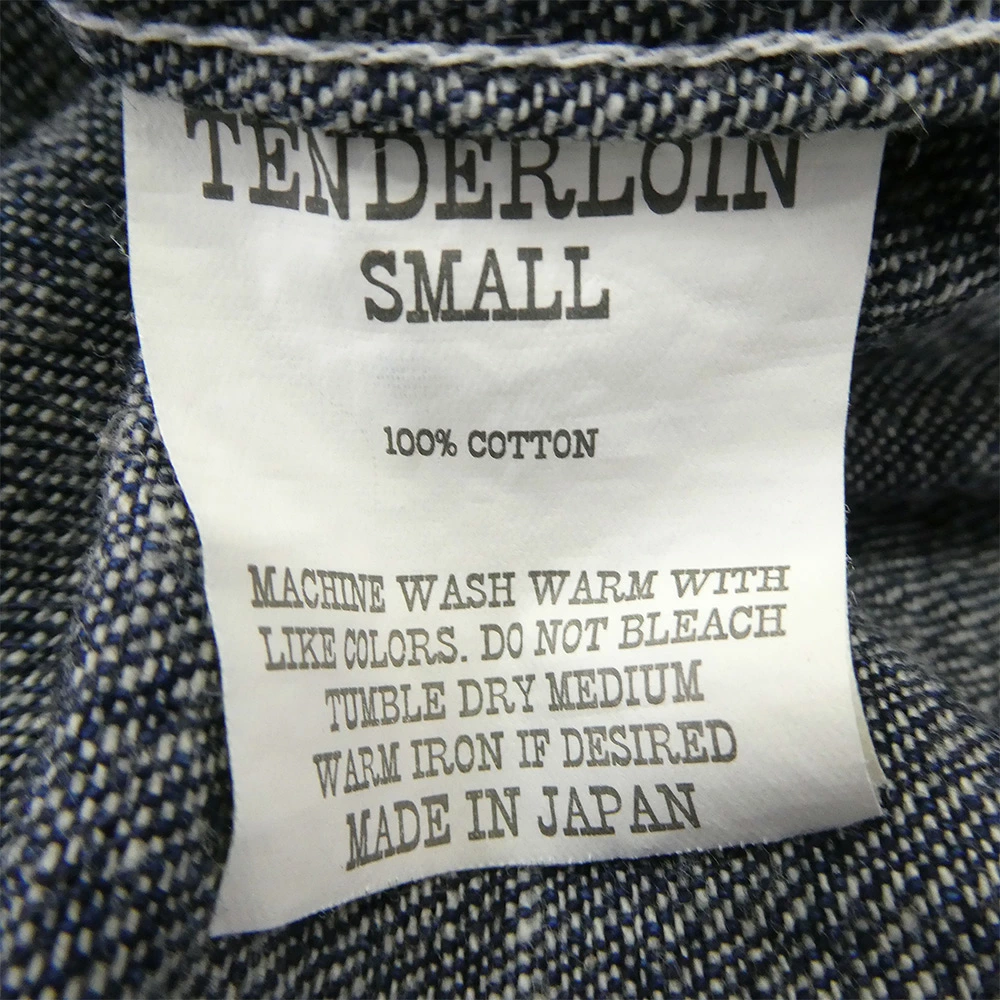 TENDERLOIN
SMALL
100% COTTON
MACHINE WASH WARM WITH
LIKE COLORS. DO NOT BLEACH
TUMBLE DRY MEDIUM
WARM IRON IF DESIRED
MADE IN JAPAN